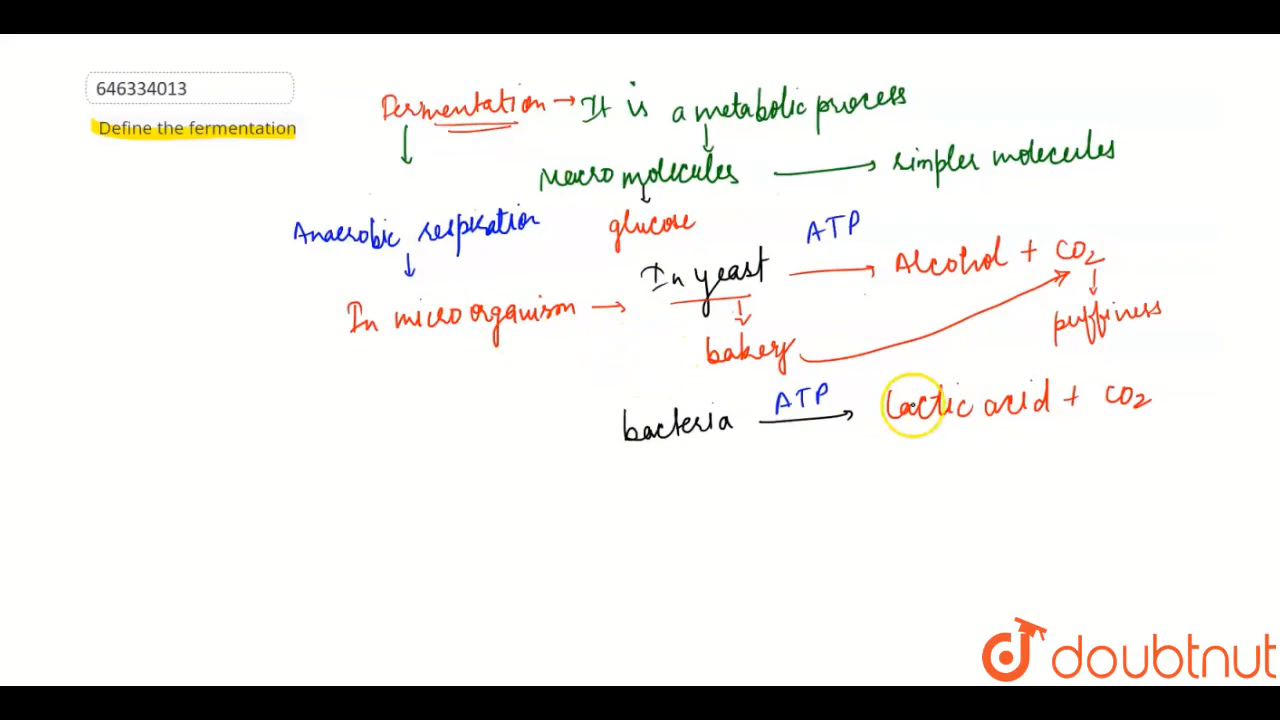 646334013
Define the fermentation
Fermentation → It is a metabolic process
Macro molecules → simpler molecules
Anaerobic respiration
glucose
ATP
In yeast → Alcohol + CO2
In microorganism →
puffiness
bakery
bacteria ATP → Lactic acid + CO2
doubtnut